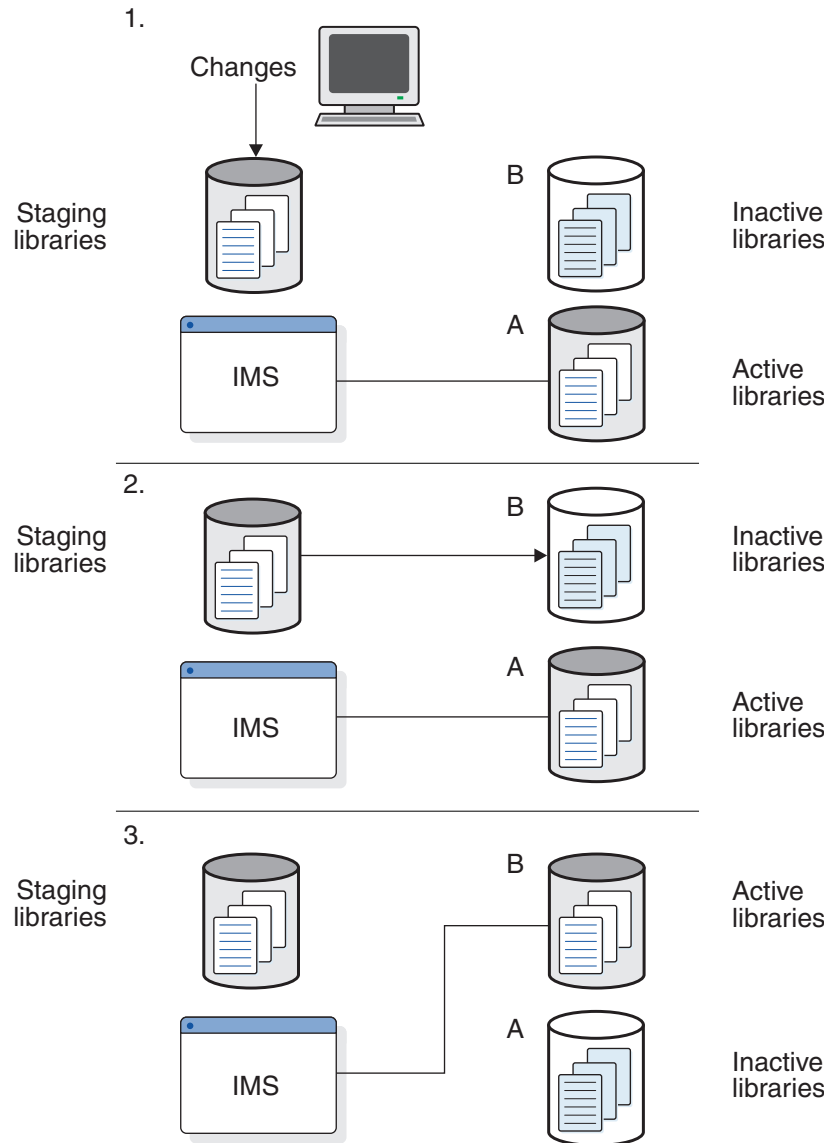 1.
Changes
Staging
libraries
B
Inactive
libraries
IMS
A
Active
libraries
2.
Staging
libraries
B
Inactive
libraries
IMS
A
Active
libraries
3.
Staging
libraries
B
Active
libraries
IMS
A
Inactive
libraries